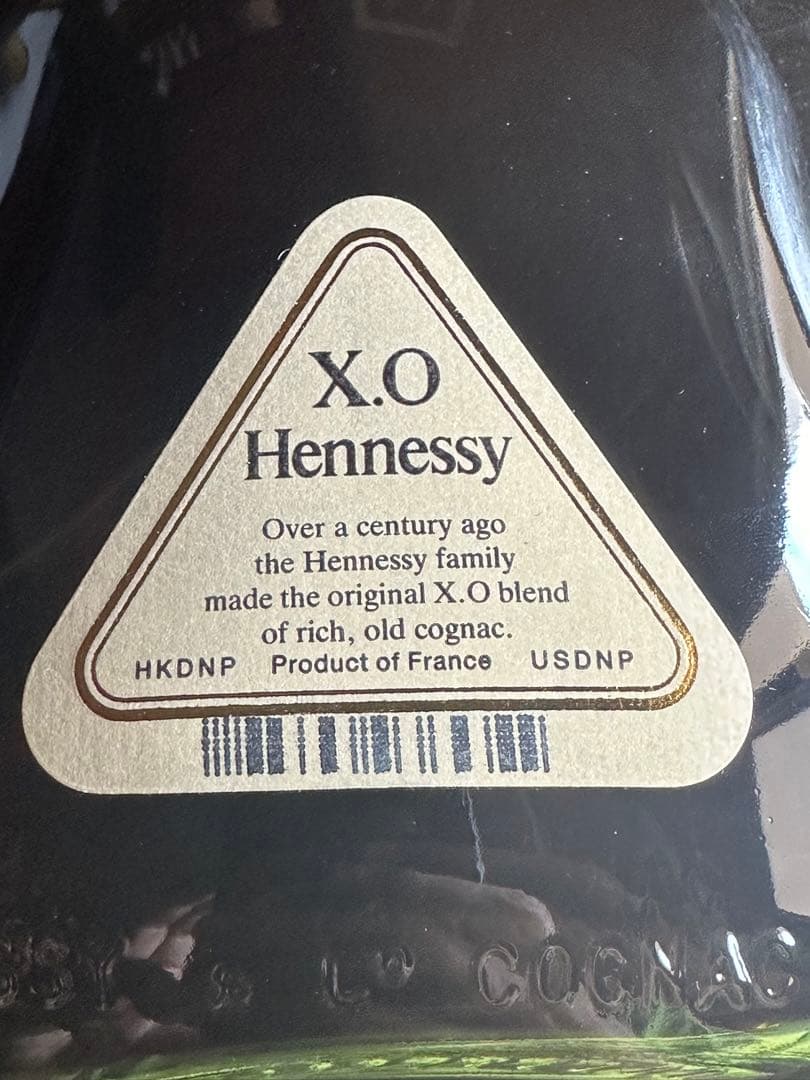 X.O
Hennessy
Over a century ago
the Hennessy family
made the original X.O blend
of rich, old cognac.
HKDNP Product of France USDNP
COGNAC